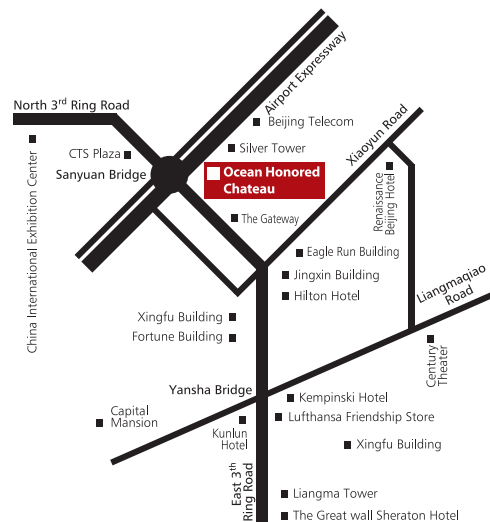 Airport Expressway
North 3rd Ring Road
Beijing Telecom
Xiaoyun Road
CTS Plaza
Silver Tower
Sanyuan Bridge
Ocean Honored
Chateau
China International Exhibition Center
Renaissance
Beijing Hotel
The Gateway
Eagle Run Building
Jingxin Building
Liangmaqiao
Road
Hilton Hotel
Xingfu Building
Fortune Building
Century
Theater
Yansha Bridge
Kempinski Hotel
Capital
Mansion
Lufthansa Friendship Store
Kunlun
Hotel
Xingfu Building
East 3th
Ring Road
Liangma Tower
The Great wall Sheraton Hotel